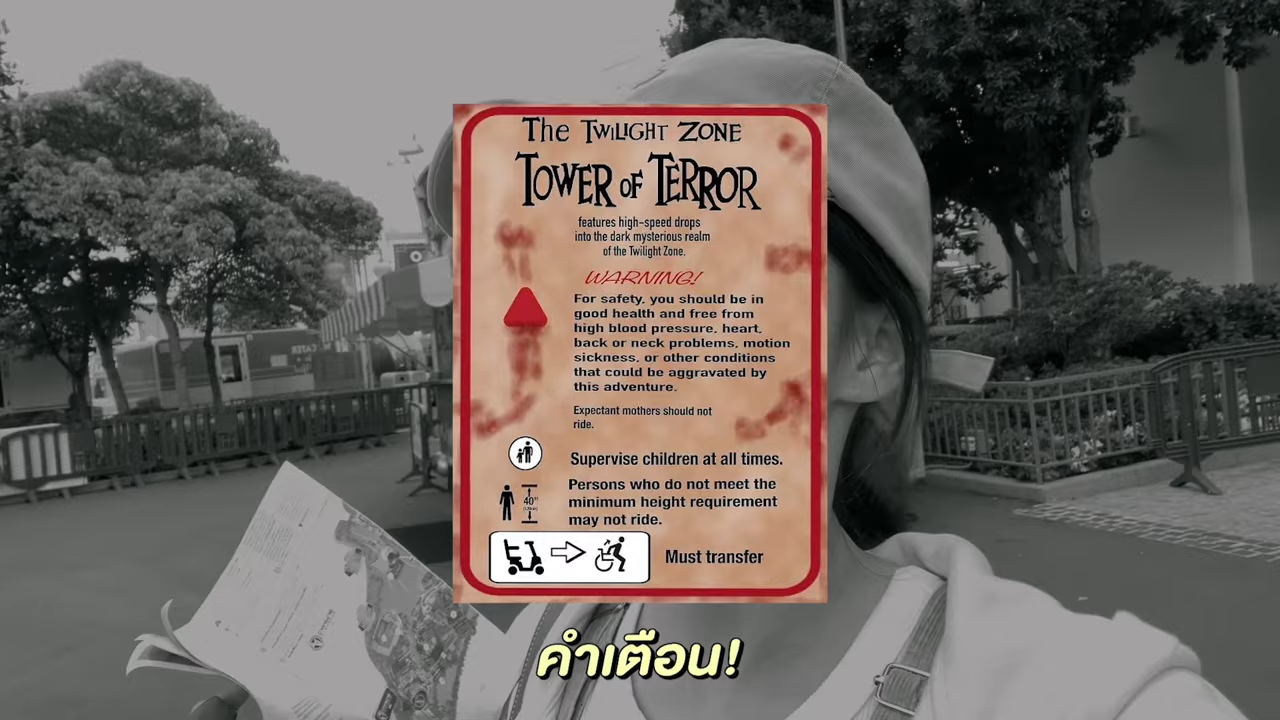 The TWILIGHT ZONE
TOWER OF TERROR
features high-speed drops
into the dark mysterious realm
of the Twilight Zone.
WARNING!
For safety, you should be in
good health and free from
high blood pressure, heart,
back or neck problems, motion
sickness, or other conditions
that could be aggravated by
this adventure.
Expectant mothers should not
ride.
Supervise children at all times.
40"
Persons who do not meet the
minimum height requirement
may not ride.
Must transfer
คำเตือน!